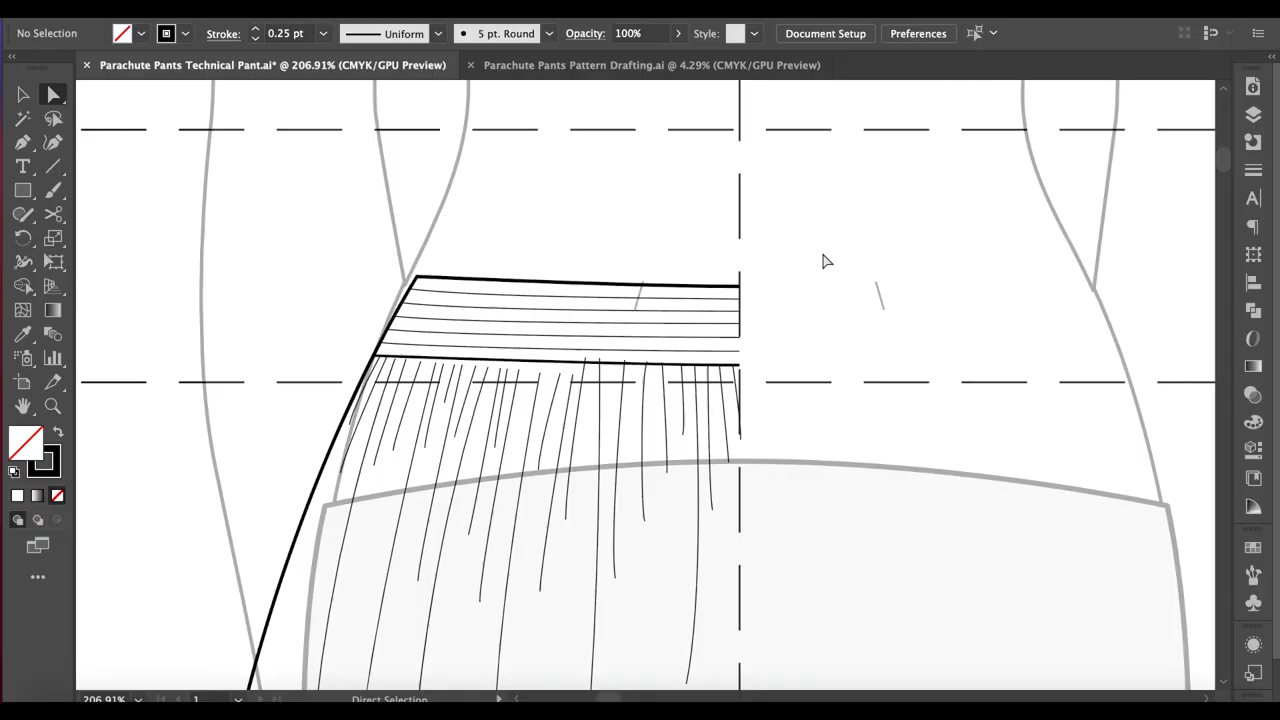 No Selection Stroke: 0.25 pt Uniform 5 pt. Round Opacity: 100% Style: Document Setup Preferences
Parachute Pants Technical Pant.ai* @ 206.91% (CMYK/GPU Preview) Parachute Pants Pattern Drafting.ai @ 4.29% (CMYK/GPU Preview)
206.91% 1 Direct Selection